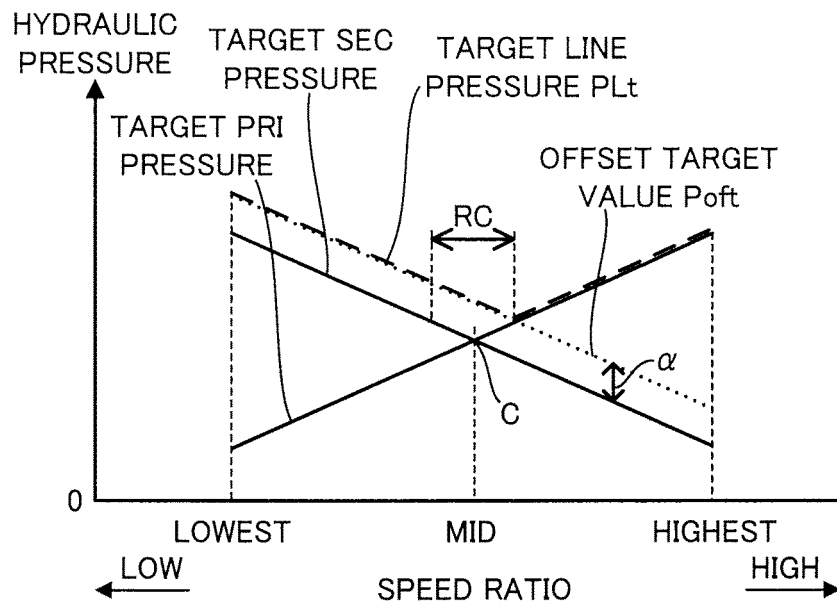 HYDRAULIC
PRESSURE
TARGET SEC
PRESSURE
TARGET LINE
PRESSURE PLt
TARGET PRI
PRESSURE
OFFSET TARGET
VALUE Poft
RC
α
C
0
LOWEST
MID
HIGHEST
LOW
SPEED RATIO
HIGH